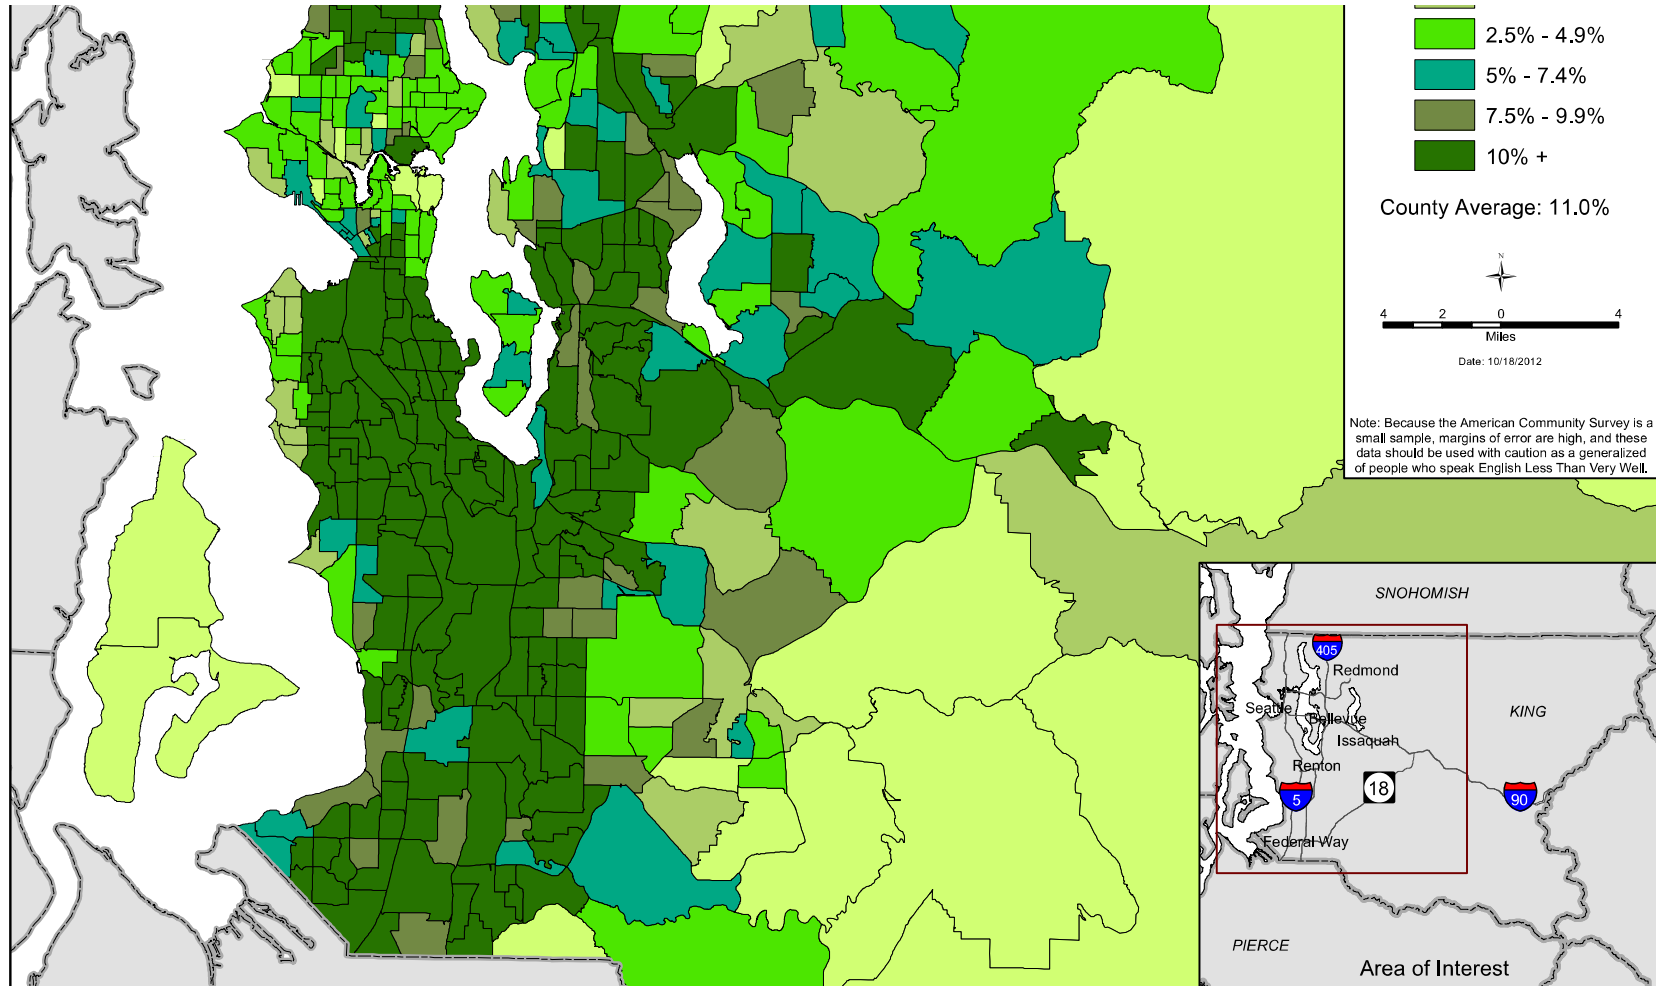 2.5% - 4.9%
5% - 7.4%
7.5% - 9.9%
10% +
County Average: 11.0%
N
4 2 0 4
Miles
Date: 10/18/2012
Note: Because the American Community Survey is a
small sample, margins of error are high, and these
data should be used with caution as a generalized
of people who speak English Less Than Very Well.
SNOHOMISH
405
Redmond
Seattle
Bellevue
KING
Issaquah
Renton
18
5
90
Federal Way
PIERCE
Area of Interest